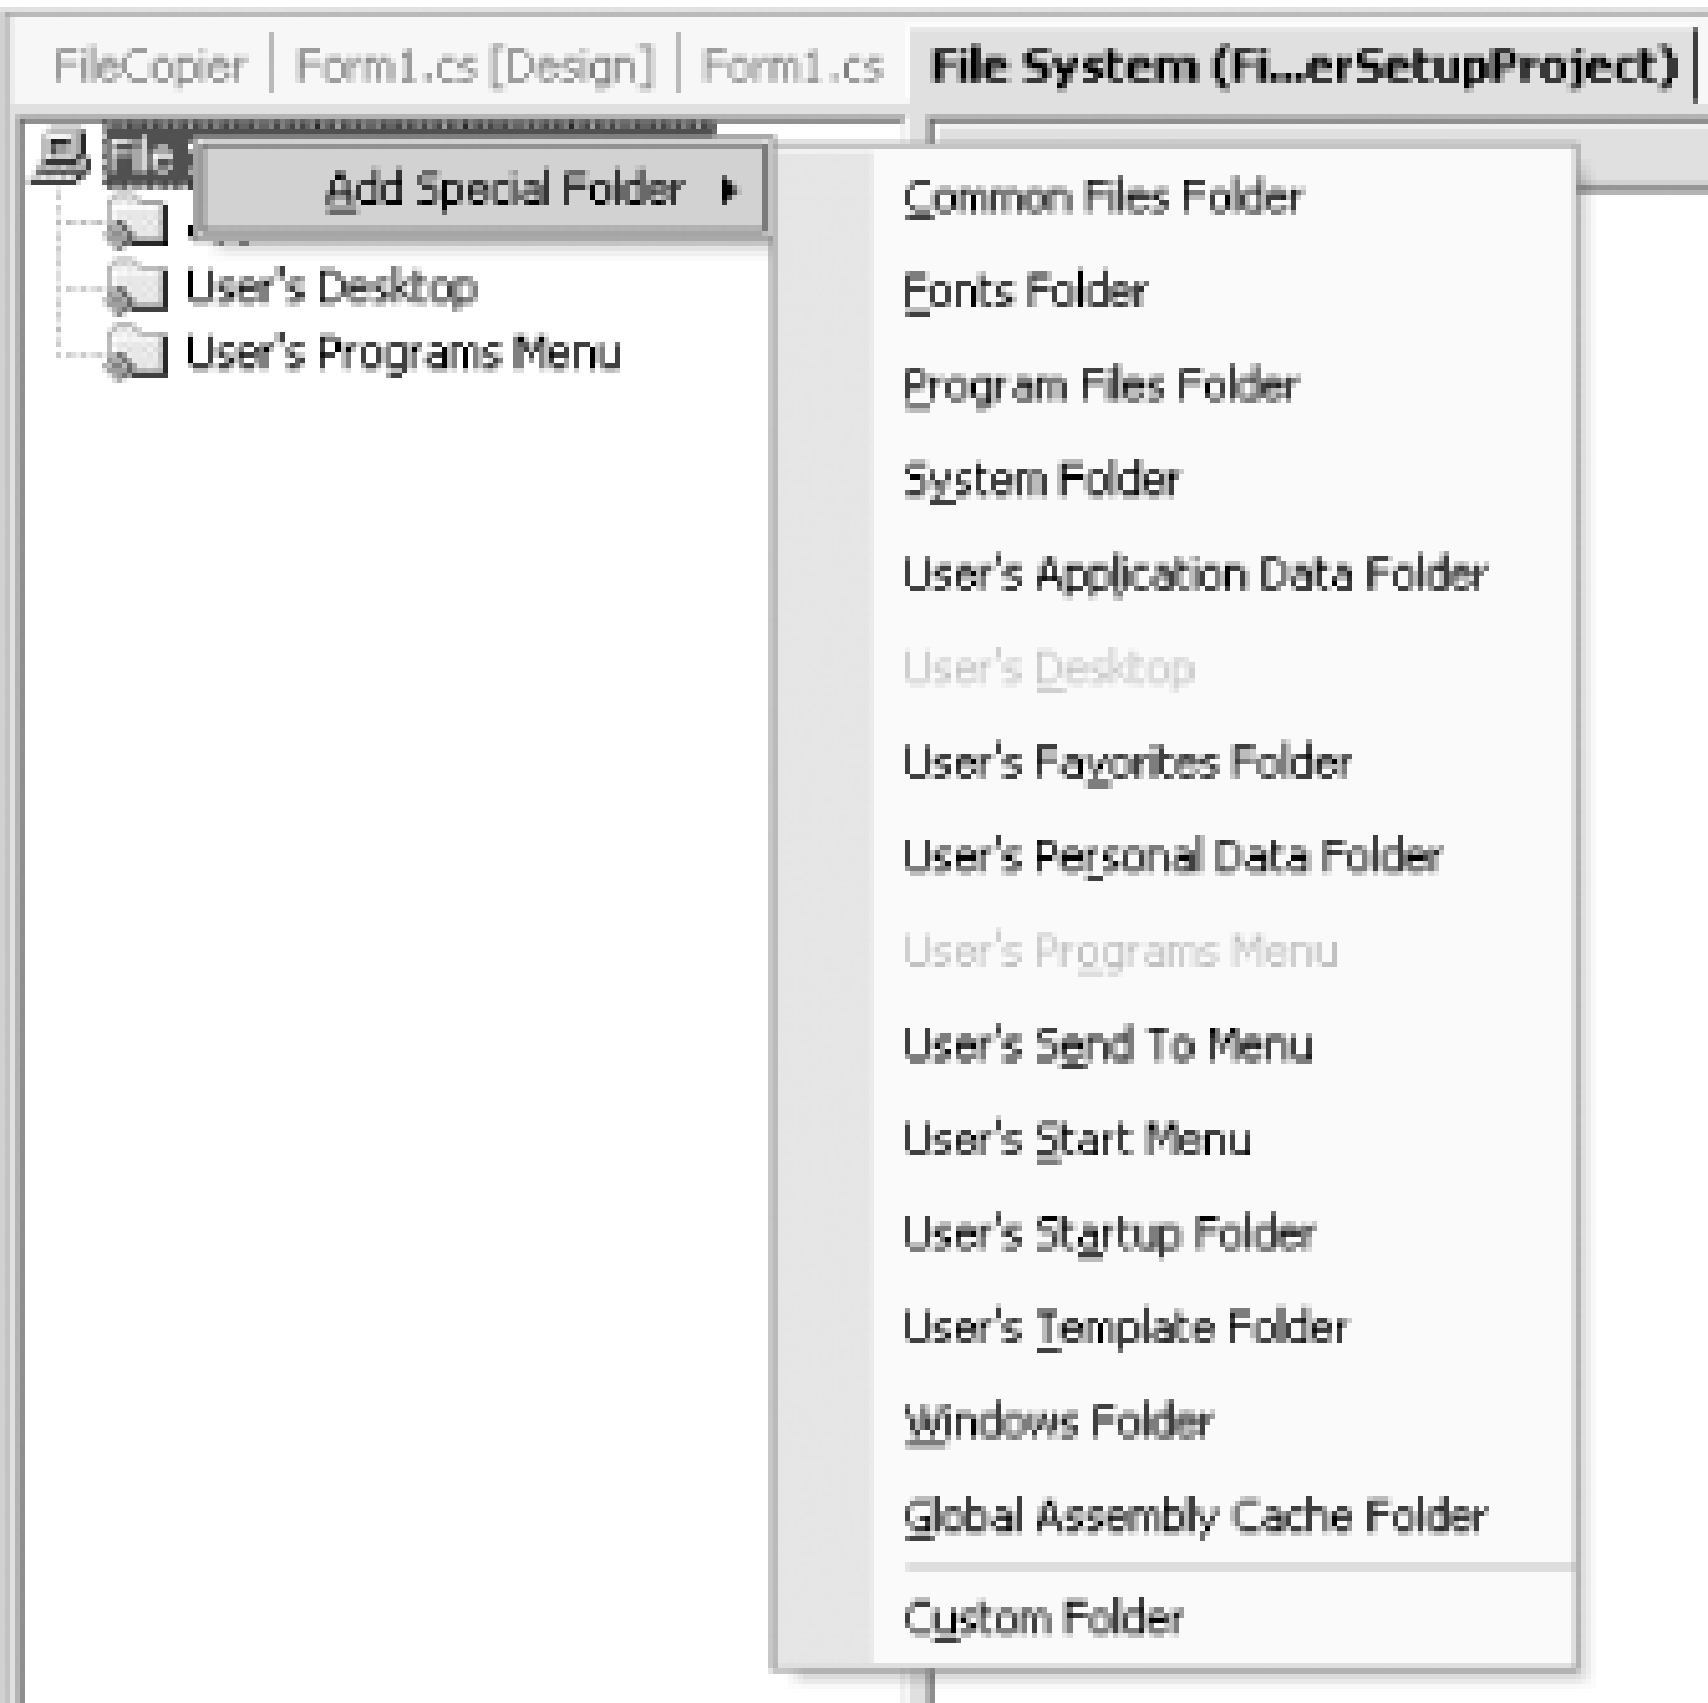 FileCopier | Form1.cs [Design] | Form1.cs File System (Fi...erSetupProject)
File
Add Special Folder
User's Desktop
User's Programs Menu
Common Files Folder
Fonts Folder
Program Files Folder
System Folder
User's Application Data Folder
User's Desktop
User's Favorites Folder
User's Personal Data Folder
User's Programs Menu
User's Send To Menu
User's Start Menu
User's Startup Folder
User's Template Folder
Windows Folder
Global Assembly Cache Folder
Custom Folder